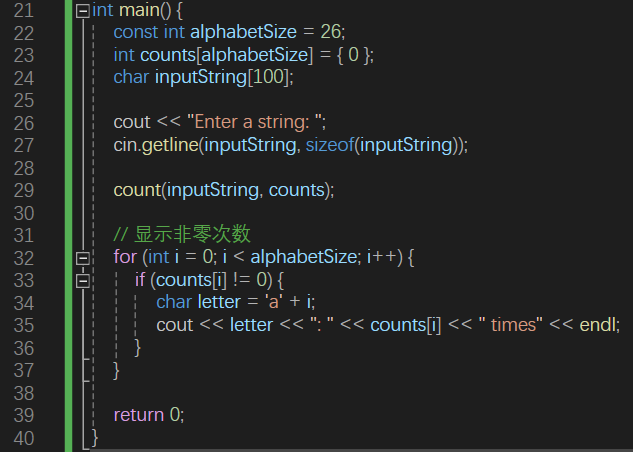 21 int main() {
22 const int alphabetSize = 26;
23 int counts[alphabetSize] = { 0 };
24 char inputString[100];
25
26 cout << "Enter a string: ";
27 cin.getline(inputString, sizeof(inputString));
28
29 count(inputString, counts);
30
31 // 显示非零次数
32 for (int i = 0; i < alphabetSize; i++) {
33 if (counts[i] != 0) {
34 char letter = 'a' + i;
35 cout << letter << ": " << counts[i] << " times" << endl;
36 }
37 }
38
39 return 0;
40 }